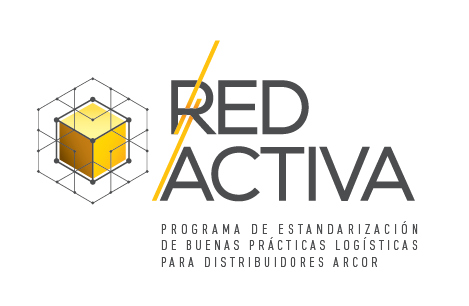 RED
ACTIVA
PROGRAMA DE ESTANDARIZACIÓN
DE BUENAS PRÁCTICAS LOGÍSTICAS
PARA DISTRIBUIDORES ARCOR